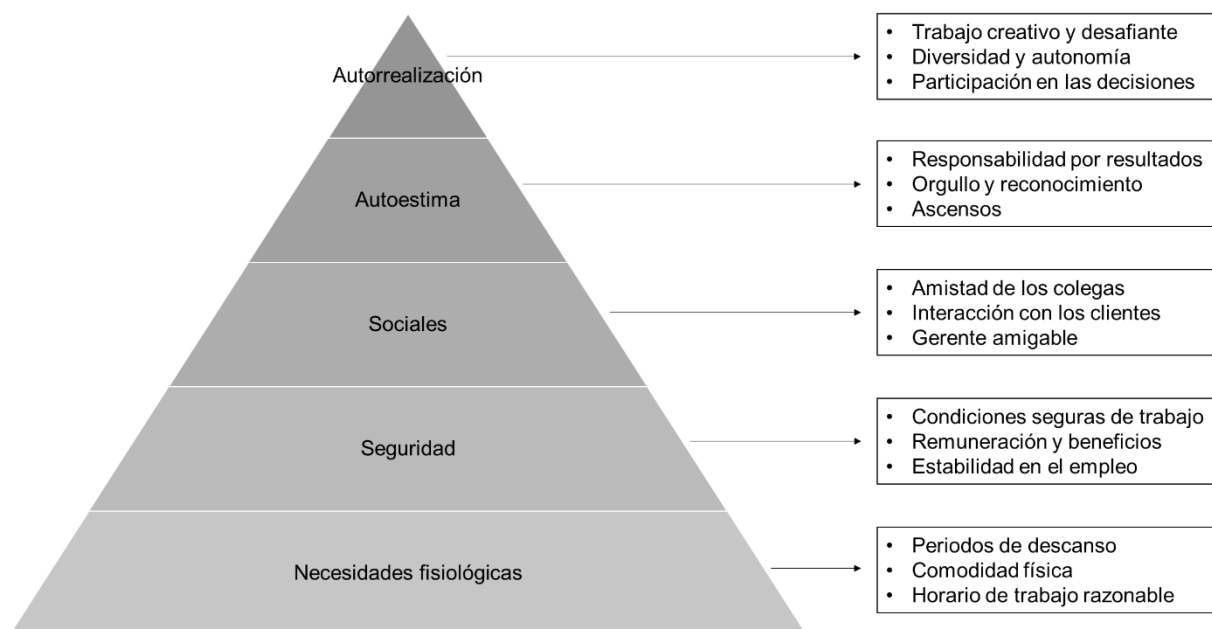 Autorrealización
• Trabajo creativo y desafiante
• Diversidad y autonomía
• Participación en las decisiones
Autoestima
• Responsabilidad por resultados
• Orgullo y reconocimiento
• Ascensos
Sociales
• Amistad de los colegas
• Interacción con los clientes
• Gerente amigable
Seguridad
• Condiciones seguras de trabajo
• Remuneración y beneficios
• Estabilidad en el empleo
Necesidades fisiológicas
• Periodos de descanso
• Comodidad física
• Horario de trabajo razonable